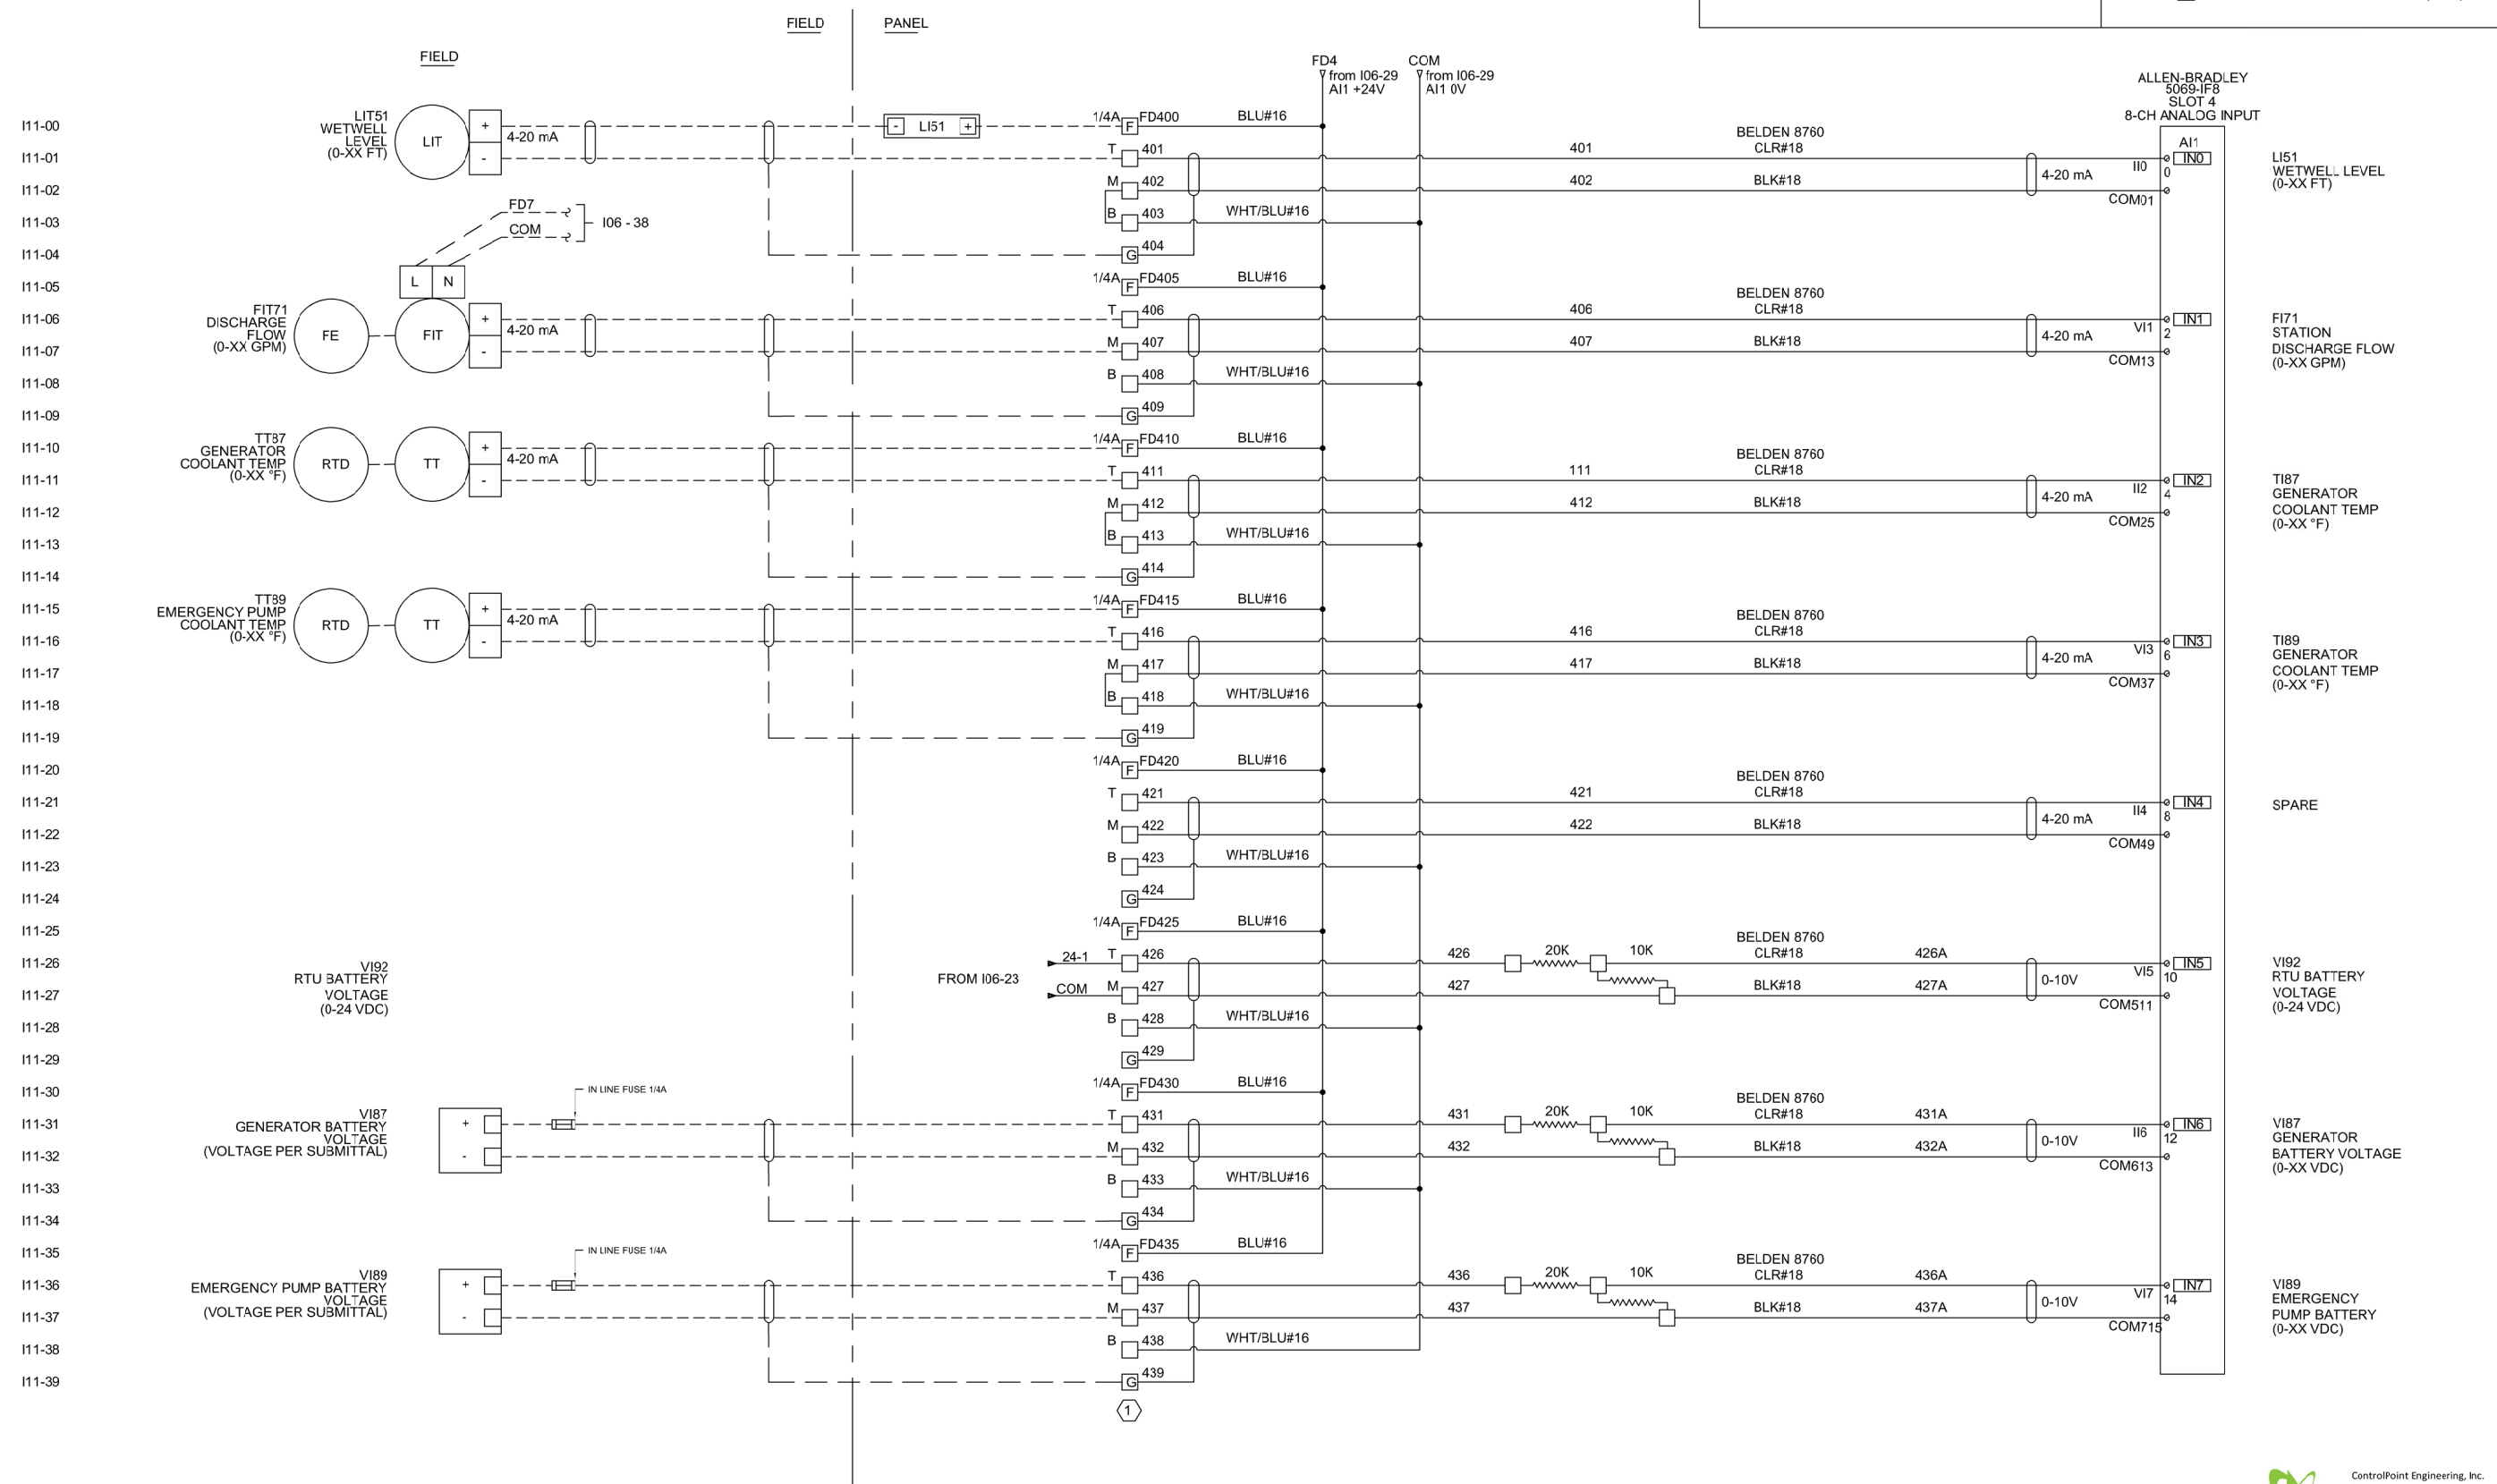 FIELD
PANEL
FIELD
FD4
from I06-29
AI1 +24V
COM
from I06-29
AI1 0V
ALLEN-BRADLEY
5069-IF8
SLOT 4
8-CH ANALOG INPUT
AI1
I11-00
LIT51
WETWELL
LEVEL
(0-XX FT)
LIT
+
-
4-20 mA
- LI51 +
1/4A F FD400 BLU#16
I11-01
T 401
401
BELDEN 8760
CLR#18
4-20 mA
II0
IN0
0
LI51
WETWELL LEVEL
(0-XX FT)
I11-02
M 402
402
BLK#18
COM01
I11-03
FD7
COM
I06 - 38
B 403 WHT/BLU#16
I11-04
G 404
L N
I11-05
1/4A F FD405 BLU#16
I11-06
FIT71
DISCHARGE
FLOW
(0-XX GPM)
FE
FIT
+
-
4-20 mA
T 406
406
BELDEN 8760
CLR#18
4-20 mA
VI1
IN1
2
FI71
STATION
DISCHARGE FLOW
(0-XX GPM)
I11-07
M 407
407
BLK#18
COM13
I11-08
B 408 WHT/BLU#16
I11-09
G 409
I11-10
TT87
GENERATOR
COOLANT TEMP
(0-XX °F)
RTD
TT
+
-
4-20 mA
1/4A F FD410 BLU#16
I11-11
T 411
111
BELDEN 8760
CLR#18
4-20 mA
II2
IN2
4
TI87
GENERATOR
COOLANT TEMP
(0-XX °F)
I11-12
M 412
412
BLK#18
COM25
I11-13
B 413 WHT/BLU#16
I11-14
G 414
I11-15
TT89
EMERGENCY PUMP
COOLANT TEMP
(0-XX °F)
RTD
TT
+
-
4-20 mA
1/4A F FD415 BLU#16
I11-16
T 416
416
BELDEN 8760
CLR#18
4-20 mA
VI3
IN3
6
TI89
GENERATOR
COOLANT TEMP
(0-XX °F)
I11-17
M 417
417
BLK#18
COM37
I11-18
B 418 WHT/BLU#16
I11-19
G 419
I11-20
1/4A F FD420 BLU#16
I11-21
T 421
421
BELDEN 8760
CLR#18
4-20 mA
II4
IN4
8
SPARE
I11-22
M 422
422
BLK#18
COM49
I11-23
B 423 WHT/BLU#16
I11-24
G 424
I11-25
1/4A F FD425 BLU#16
I11-26
VI92
RTU BATTERY
VOLTAGE
(0-24 VDC)
FROM I06-23
24-1 T 426
426
20K
10K
BELDEN 8760
CLR#18
426A
0-10V
VI5
IN5
10
VI92
RTU BATTERY
VOLTAGE
(0-24 VDC)
I11-27
COM M 427
427
BLK#18
427A
COM511
I11-28
B 428 WHT/BLU#16
I11-29
G 429
I11-30
IN LINE FUSE 1/4A
1/4A F FD430 BLU#16
I11-31
VI87
GENERATOR BATTERY
VOLTAGE
(VOLTAGE PER SUBMITTAL)
+
-
T 431
431
20K
10K
BELDEN 8760
CLR#18
431A
0-10V
II6
IN6
12
VI87
GENERATOR
BATTERY VOLTAGE
(0-XX VDC)
I11-32
M 432
432
BLK#18
432A
COM613
I11-33
B 433 WHT/BLU#16
I11-34
G 434
I11-35
IN LINE FUSE 1/4A
1/4A F FD435 BLU#16
I11-36
VI89
EMERGENCY PUMP BATTERY
VOLTAGE
(VOLTAGE PER SUBMITTAL)
+
-
T 436
436
20K
10K
BELDEN 8760
CLR#18
436A
0-10V
VI7
IN7
14
VI89
EMERGENCY
PUMP BATTERY
(0-XX VDC)
I11-37
M 437
437
BLK#18
437A
COM715
I11-38
B 438 WHT/BLU#16
I11-39
G 439
1
ControlPoint Engineering, Inc.